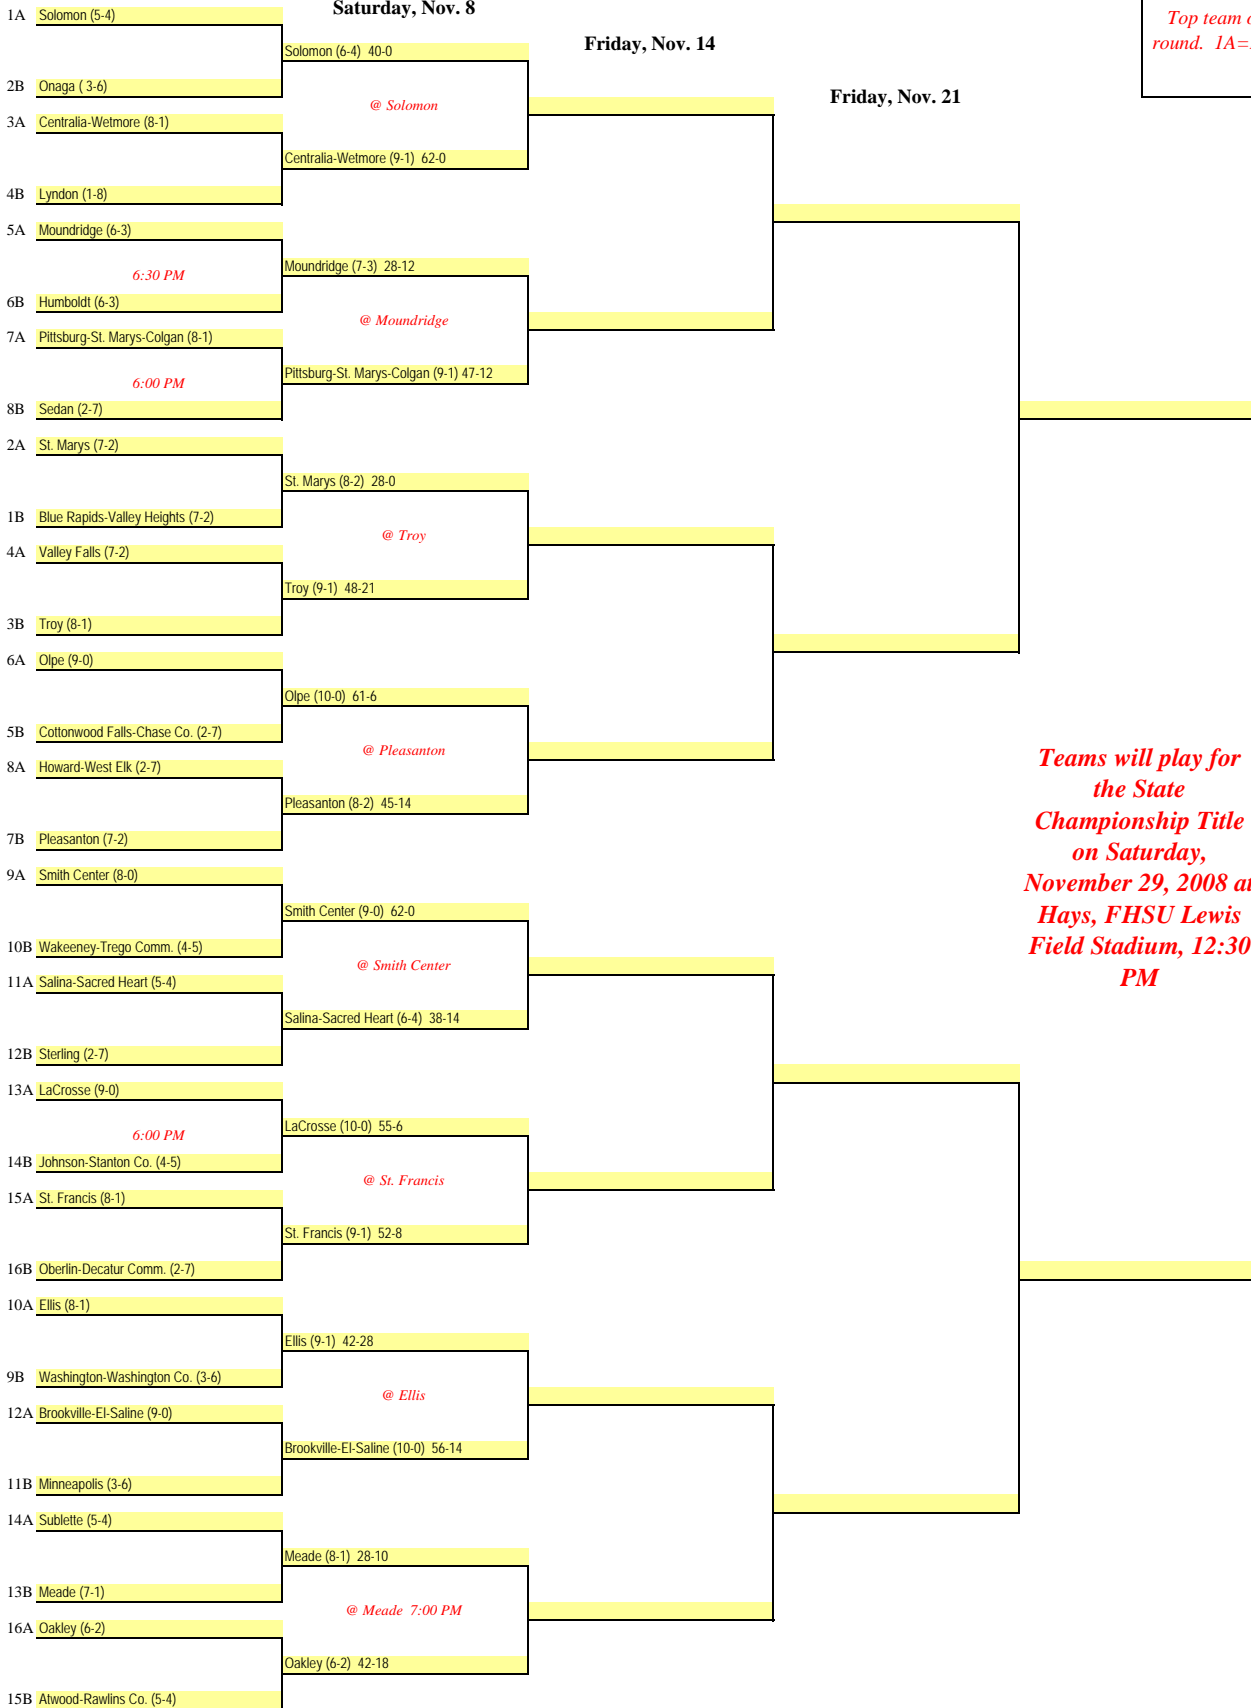 Saturday, Nov. 8
Friday, Nov. 14
Friday, Nov. 21
Top team
round. 1A=
1A Solomon (5-4)
Solomon (6-4) 40-0
2B Onaga ( 3-6)
@ Solomon
3A Centralia-Wetmore (8-1)
Centralia-Wetmore (9-1) 62-0
4B Lyndon (1-8)
5A Moundridge (6-3)
Moundridge (7-3) 28-12
6:30 PM
6B Humboldt (6-3)
@ Moundridge
7A Pittsburg-St. Marys-Colgan (8-1)
Pittsburg-St. Marys-Colgan (9-1) 47-12
6:00 PM
8B Sedan (2-7)
2A St. Marys (7-2)
St. Marys (8-2) 28-0
1B Blue Rapids-Valley Heights (7-2)
@ Troy
4A Valley Falls (7-2)
Troy (9-1) 48-21
3B Troy (8-1)
6A Olpe (9-0)
Olpe (10-0) 61-6
5B Cottonwood Falls-Chase Co. (2-7)
@ Pleasanton
8A Howard-West Elk (2-7)
Pleasanton (8-2) 45-14
7B Pleasanton (7-2)
Teams will play for
the State
Championship Title
on Saturday,
November 29, 2008 at
Hays, FHSU Lewis
Field Stadium, 12:30
PM
9A Smith Center (8-0)
Smith Center (9-0) 62-0
10B Wakeeney-Trego Comm. (4-5)
@ Smith Center
11A Salina-Sacred Heart (5-4)
Salina-Sacred Heart (6-4) 38-14
12B Sterling (2-7)
13A LaCrosse (9-0)
LaCrosse (10-0) 55-6
6:00 PM
14B Johnson-Stanton Co. (4-5)
@ St. Francis
15A St. Francis (8-1)
St. Francis (9-1) 52-8
16B Oberlin-Decatur Comm. (2-7)
10A Ellis (8-1)
Ellis (9-1) 42-28
9B Washington-Washington Co. (3-6)
@ Ellis
12A Brookville-El-Saline (9-0)
Brookville-El-Saline (10-0) 56-14
11B Minneapolis (3-6)
14A Sublette (5-4)
Meade (8-1) 28-10
13B Meade (7-1)
@ Meade 7:00 PM
16A Oakley (6-2)
Oakley (6-2) 42-18
15B Atwood-Rawlins Co. (5-4)